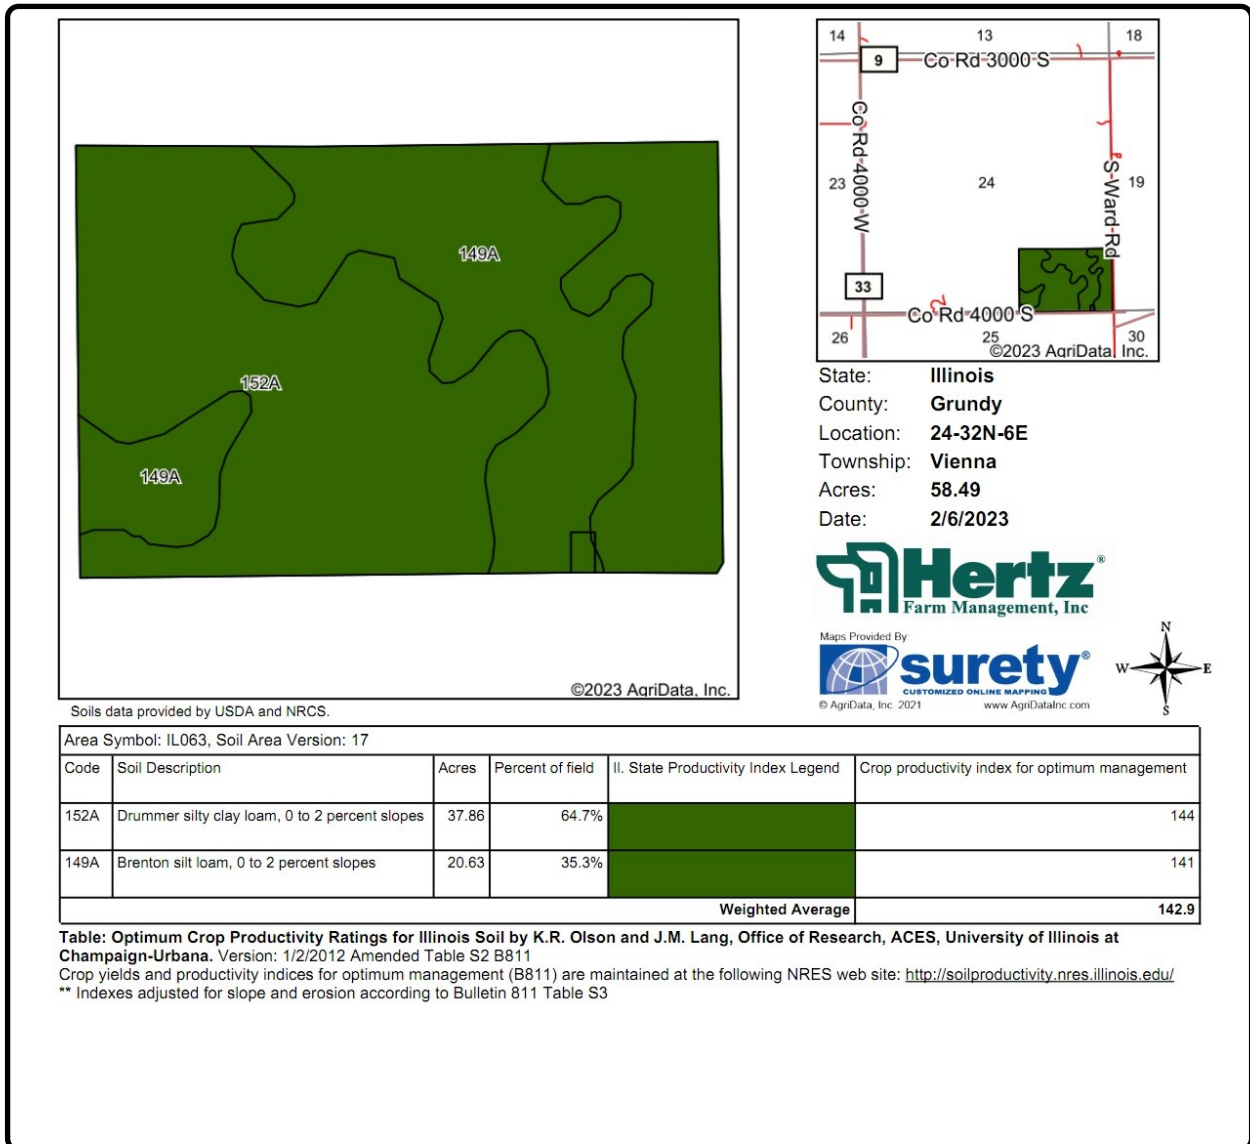 149A
152A
149A
©2023 AgriData, Inc.
Soils data provided by USDA and NRCS.
14
13
18
9
Co Rd 3000 S
Co Rd 4000 W
23
24
S Ward Rd
19
33
Co Rd 4000 S
26
25
30
©2023 AgriData, Inc.
State: Illinois
County: Grundy
Location: 24-32N-6E
Township: Vienna
Acres: 58.49
Date: 2/6/2023
Hertz®
Farm Management, Inc
Maps Provided By
surety®
CUSTOMIZED ONLINE MAPPING
© AgriData, Inc. 2021 www.AgriDataInc.com
N
W E
S
Area Symbol: IL063, Soil Area Version: 17
Code Soil Description Acres Percent of field II. State Productivity Index Legend Crop productivity index for optimum management
152A Drummer silty clay loam, 0 to 2 percent slopes 37.86 64.7% 144
149A Brenton silt loam, 0 to 2 percent slopes 20.63 35.3% 141
Weighted Average 142.9
Table: Optimum Crop Productivity Ratings for Illinois Soil by K.R. Olson and J.M. Lang, Office of Research, ACES, University of Illinois at
Champaign-Urbana. Version: 1/2/2012 Amended Table S2 B811
Crop yields and productivity indices for optimum management (B811) are maintained at the following NRES web site: http://soilproductivity.nres.illinois.edu/
** Indexes adjusted for slope and erosion according to Bulletin 811 Table S3